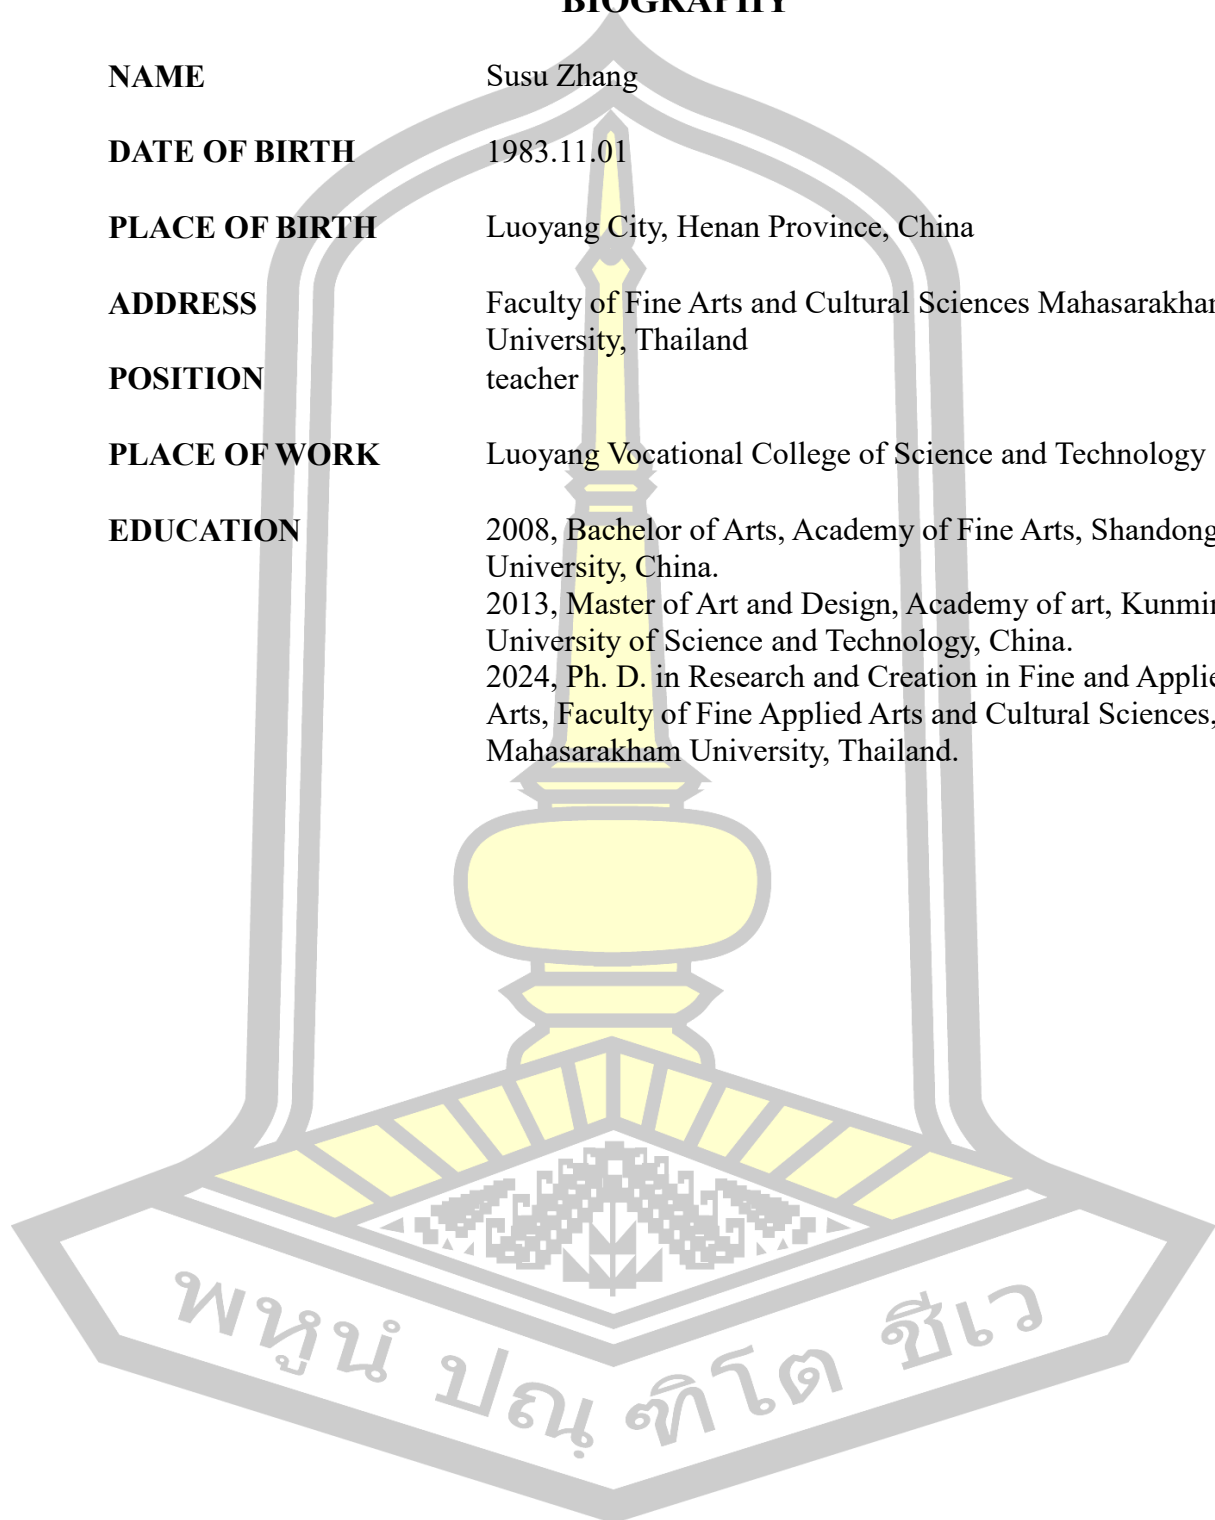 BIOGRAPHY
NAME Susu Zhang
DATE OF BIRTH 1983.11.01
PLACE OF BIRTH Luoyang City, Henan Province, China
ADDRESS Faculty of Fine Arts and Cultural Sciences Mahasarakham
University, Thailand
POSITION teacher
PLACE OF WORK Luoyang Vocational College of Science and Technology
EDUCATION 2008, Bachelor of Arts, Academy of Fine Arts, Shandong
University, China.
2013, Master of Art and Design, Academy of art, Kunmin
University of Science and Technology, China.
2024, Ph. D. in Research and Creation in Fine and Applie
Arts, Faculty of Fine Applied Arts and Cultural Sciences,
Mahasarakham University, Thailand.
พหูนํ ปณฺฑิโต ชีเว